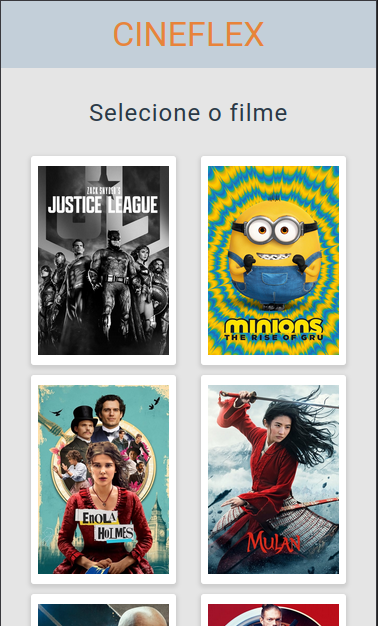 CINEFLEX
Selecione o filme
ZACK SNYDER'S
JUSTICE LEAGUE
minions
THE RISE OF GRU
ENOLA
HOLMES
MULAN